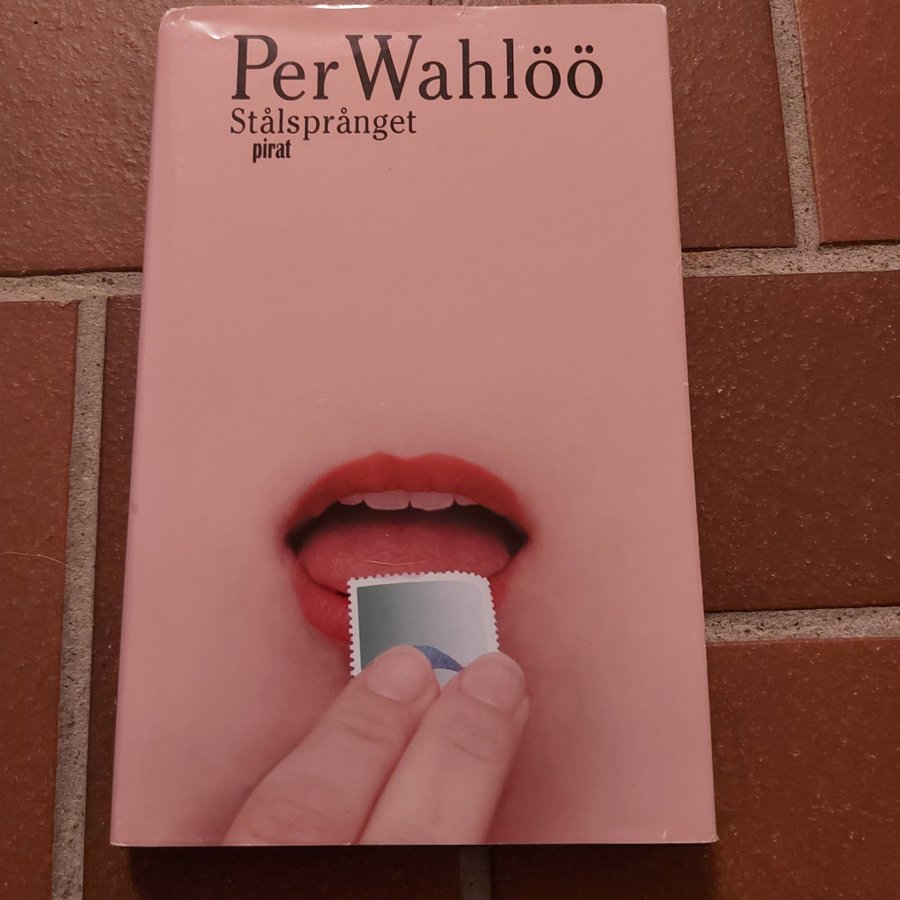 Per Wahlöö
Stålsprånget
pirat